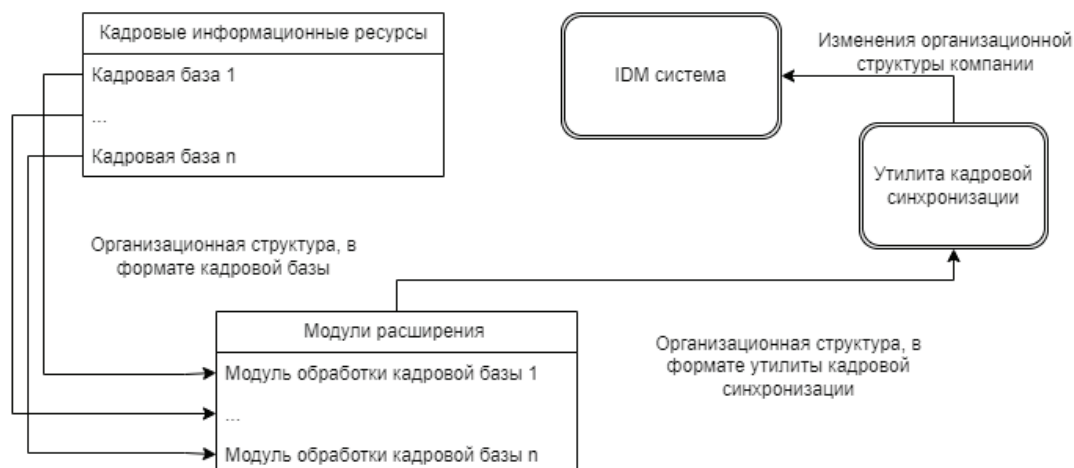 Кадровые информационные ресурсы
Кадровая база 1
...
Кадровая база n
IDM система
Изменения организационной
структуры компании
Утилита кадровой
синхронизации
Организационная структура, в
формате кадровой базы
Модули расширения
Модуль обработки кадровой базы 1
...
Модуль обработки кадровой базы n
Организационная структура, в
формате утилиты кадровой
синхронизации